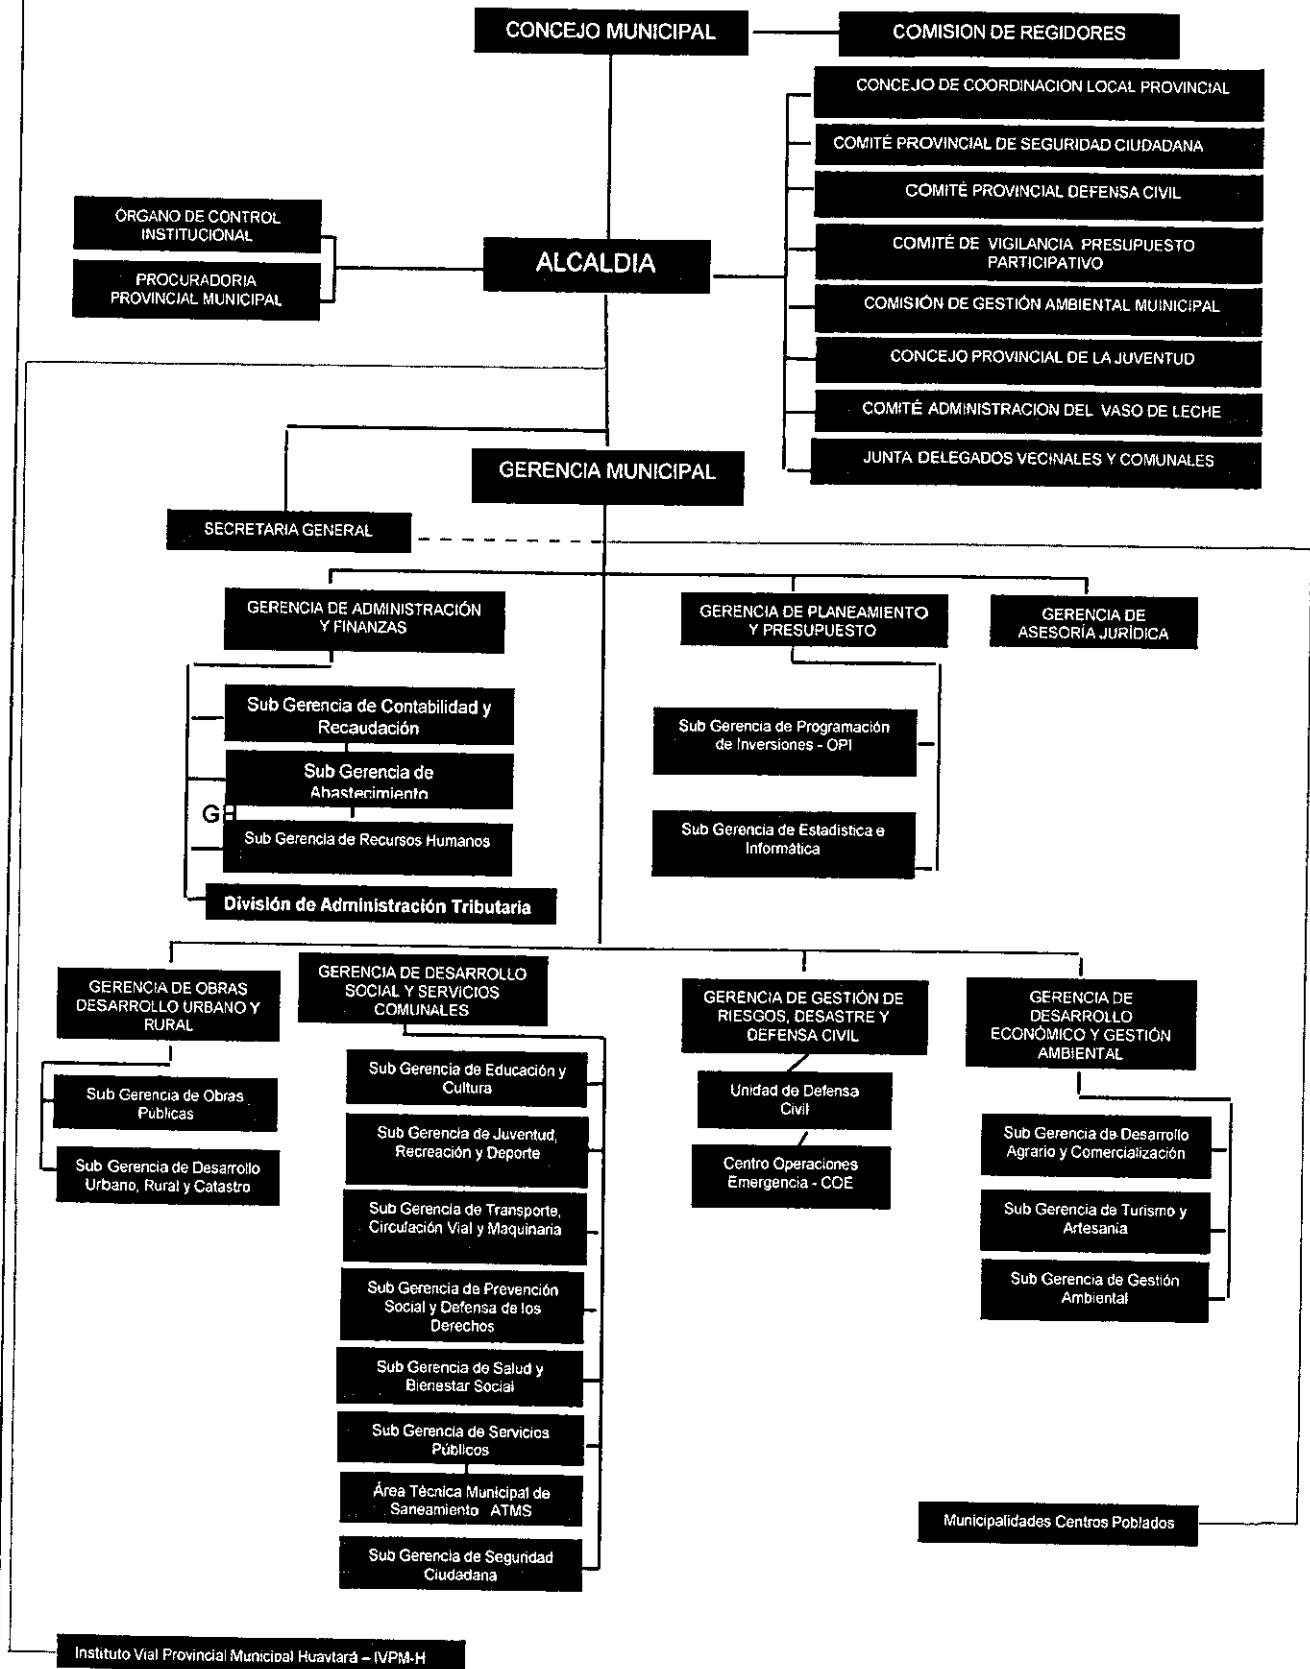 CONCEJO MUNICIPAL
COMISION DE REGIDORES
CONCEJO DE COORDINACION LOCAL PROVINCIAL
COMITÉ PROVINCIAL DE SEGURIDAD CIUDADANA
COMITÉ PROVINCIAL DEFENSA CIVIL
COMITÉ DE VIGILANCIA PRESUPUESTO
PARTICIPATIVO
COMISIÓN DE GESTIÓN AMBIENTAL MUINICIPAL
CONCEJO PROVINCIAL DE LA JUVENTUD
COMITÉ ADMINISTRACION DEL VASO DE LECHE
JUNTA DELEGADOS VECINALES Y COMUNALES
ÓRGANO DE CONTROL
INSTITUCIONAL
PROCURADORIA
PROVINCIAL MUNICIPAL
ALCALDIA
GERENCIA MUNICIPAL
SECRETARIA GENERAL
GERENCIA DE ADMINISTRACIÓN
Y FINANZAS
GERENCIA DE PLANEAMIENTO
Y PRESUPUESTO
GERENCIA DE
ASESORÍA JURÍDICA
Sub Gerencia de Contabilidad y
Recaudación
Sub Gerencia de
Abastecimiento
GH
Sub Gerencia de Recursos Humanos
División de Administración Tributaria
Sub Gerencia de Programación
de Inversiones - OPI
Sub Gerencia de Estadistica e
Informática
GERENCIA DE OBRAS
DESARROLLO URBANO Y
RURAL
Sub Gerencia de Obras
Públicas
Sub Gerencia de Desarrollo
Urbano, Rural y Catastro
GERENCIA DE DESARROLLO
SOCIAL Y SERVICIOS
COMUNALES
Sub Gerencia de Educación y
Cultura
Sub Gerencia de Juventud,
Recreación y Deporte
Sub Gerencia de Transporte,
Circulación Vial y Maquinaria
Sub Gerencia de Prevención
Social y Defensa de los
Derechos
Sub Gerencia de Salud y
Bienestar Social
Sub Gerencia de Servicios
Públicos
Área Técnica Municipal de
Saneamiento ATMS
Sub Gerencia de Seguridad
Ciudadana
GERENCIA DE GESTIÓN DE
RIESGOS, DESASTRE Y
DEFENSA CIVIL
Unidad de Defensa
Civil
Centro Operaciones
Emergencia - COE
GERENCIA DE
DESARROLLO
ECONÓMICO Y GESTIÓN
AMBIENTAL
Sub Gerencia de Desarrollo
Agrario y Comercialización
Sub Gerencia de Turismo y
Artesanía
Sub Gerencia de Gestión
Ambiental
Municipalidades Centros Poblados
Instituto Vial Provincial Municipal Huaytará – IVPM-H